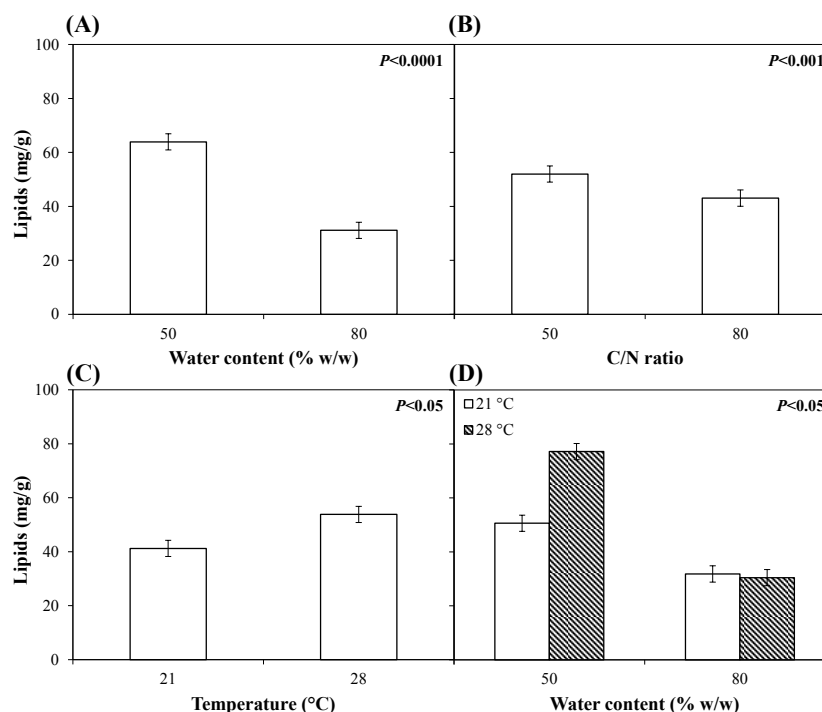 (A)
P<0.0001
100
80
60
40
20
0
Lipids (mg/g)
50
80
Water content (% w/w)
(B)
P<0.001
50
80
C/N ratio
(C)
P<0.05
100
80
60
40
20
0
Lipids (mg/g)
21
28
Temperature (°C)
(D)
21 °C
28 °C
P<0.05
50
80
Water content (% w/w)